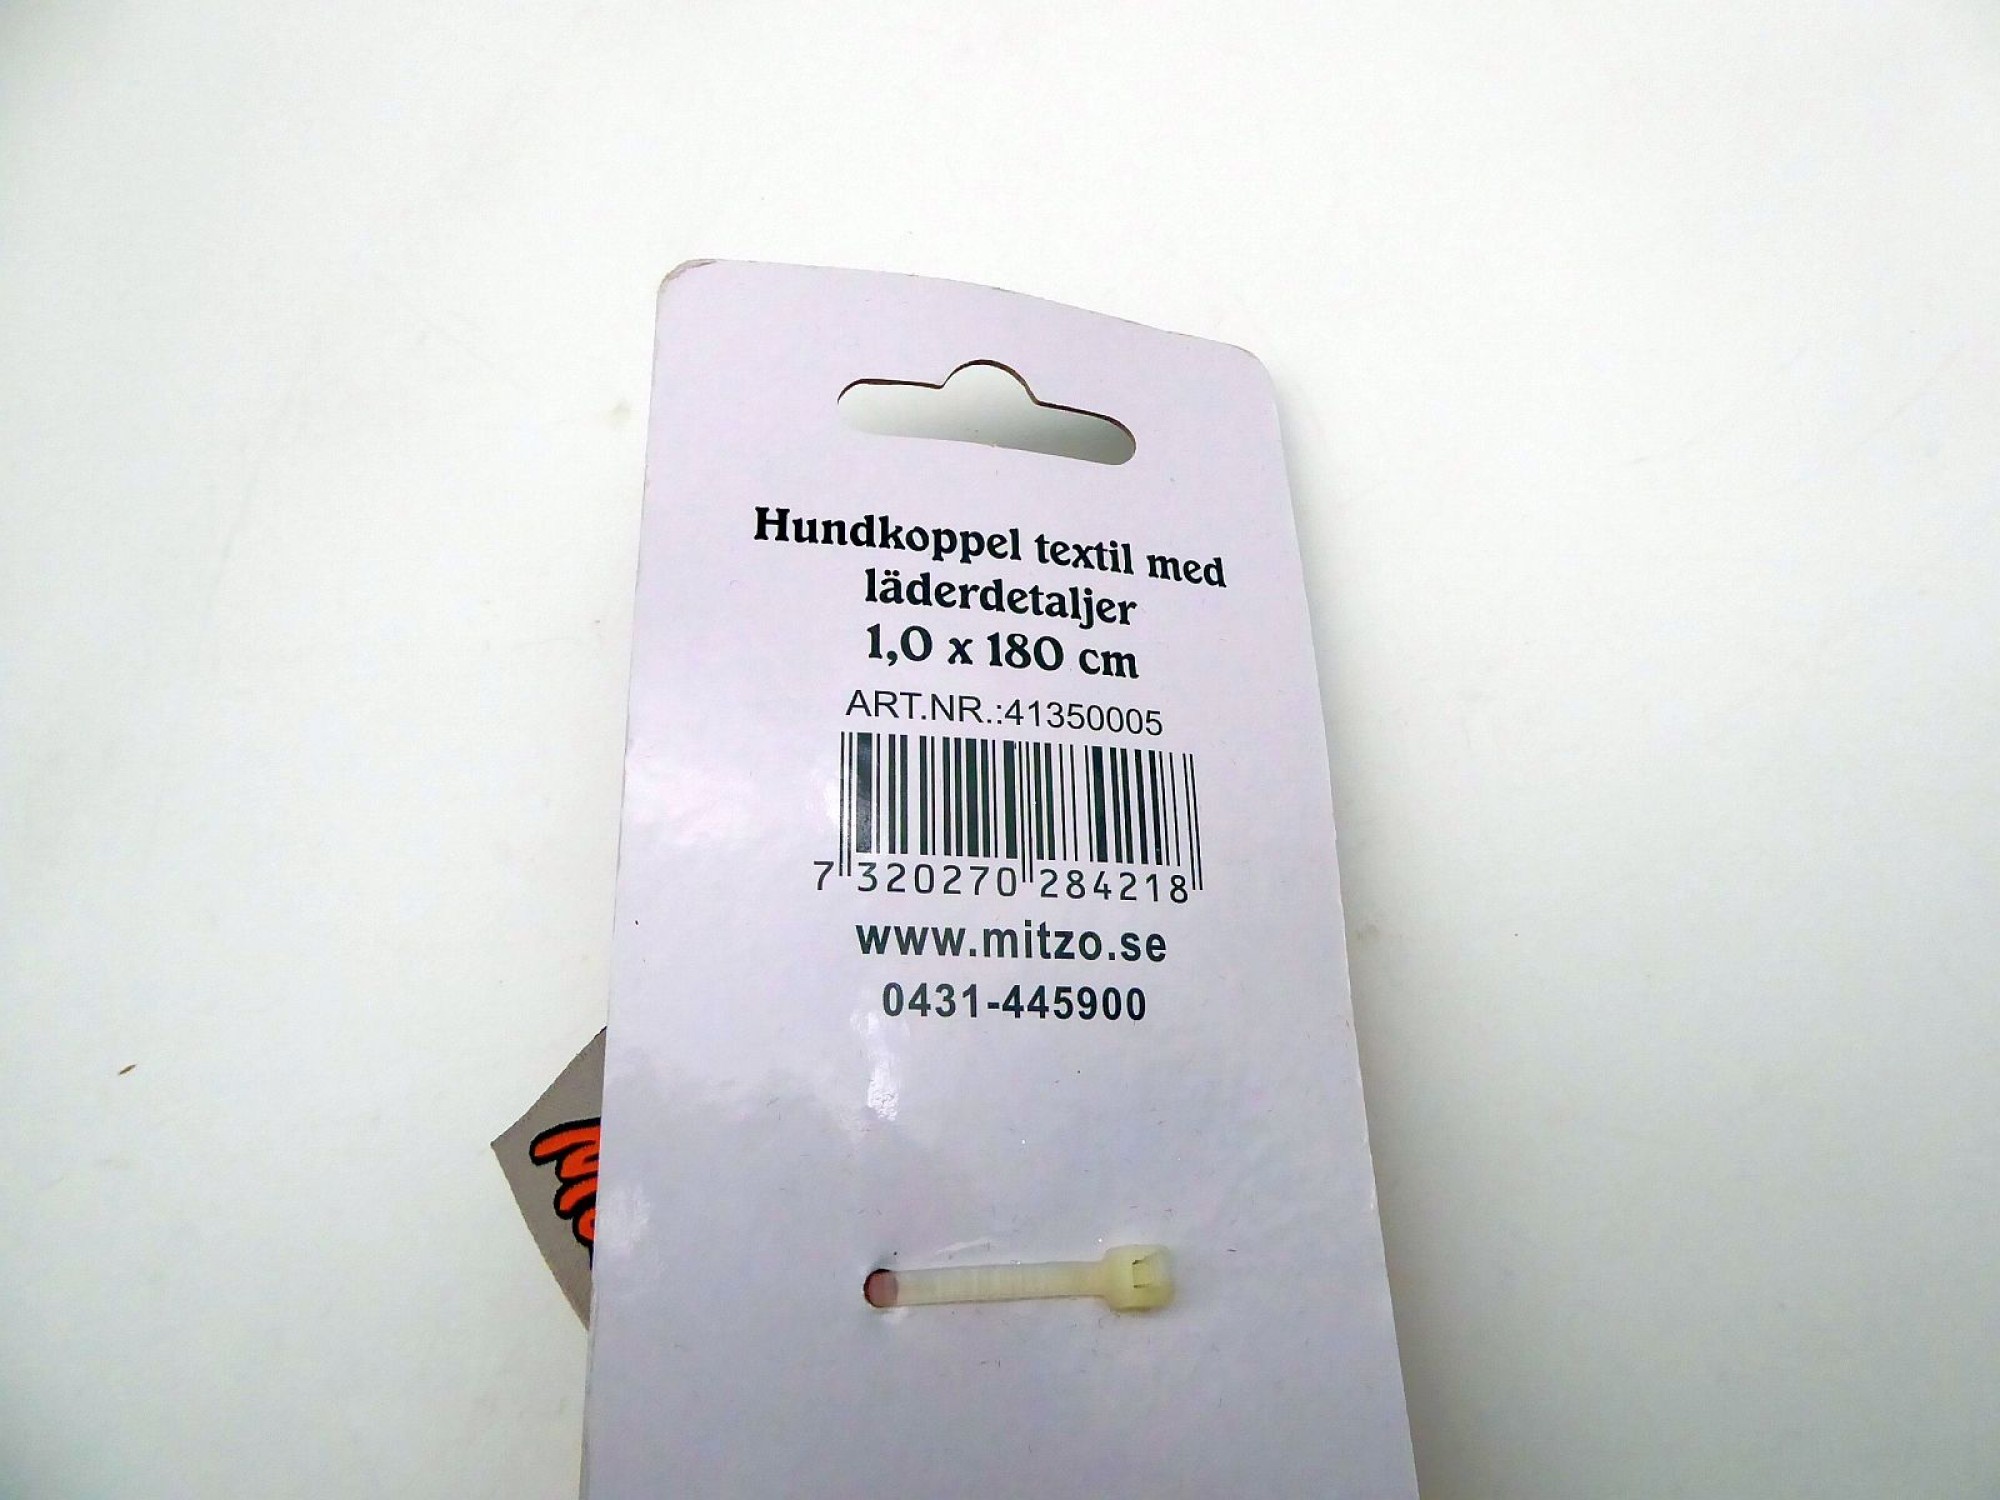 Hundkoppel textil med
läderdetaljer
1,0 x 180 cm
ART.NR.:41350005
7 320270 284218
www.mitzo.se
0431-445900